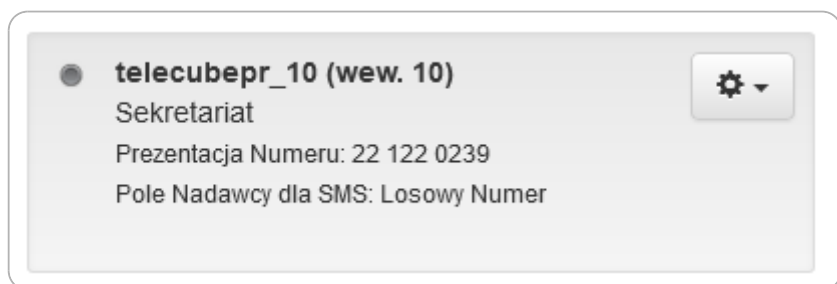 telecubepr_10 (wew. 10)
Sekretariat
Prezentacja Numeru: 22 122 0239
Pole Nadawcy dla SMS: Losowy Numer